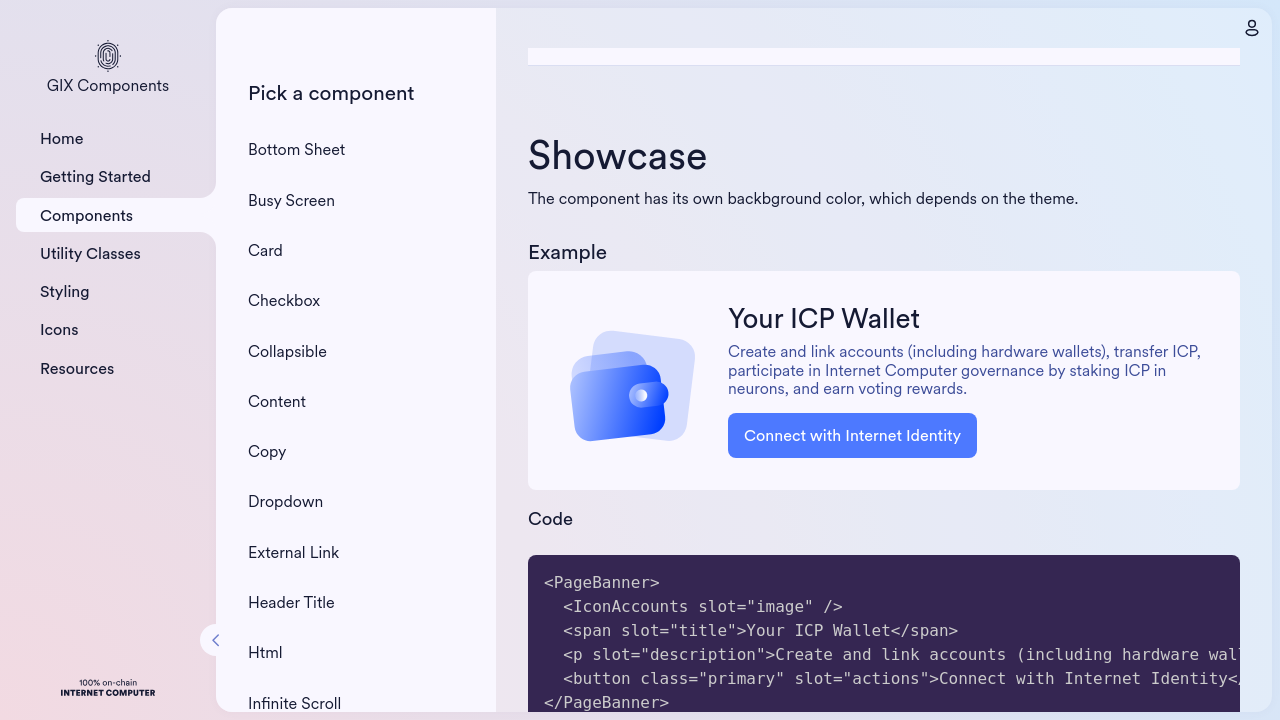 GIX Components
Home
Getting Started
Components
Utility Classes
Styling
Icons
Resources
100% on-chain
INTERNET COMPUTER
Pick a component
Bottom Sheet
Busy Screen
Card
Checkbox
Collapsible
Content
Copy
Dropdown
External Link
Header Title
Html
Infinite Scroll
Showcase
The component has its own backbground color, which depends on the theme.
Example
Your ICP Wallet
Create and link accounts (including hardware wallets), transfer ICP,
participate in Internet Computer governance by staking ICP in
neurons, and earn voting rewards.
Connect with Internet Identity
Code
<PageBanner>
<IconAccounts slot="image" />
<span slot="title">Your ICP Wallet</span>
<p slot="description">Create and link accounts (including hardware wal
<button class="primary" slot="actions">Connect with Internet Identity</
</PageBanner>